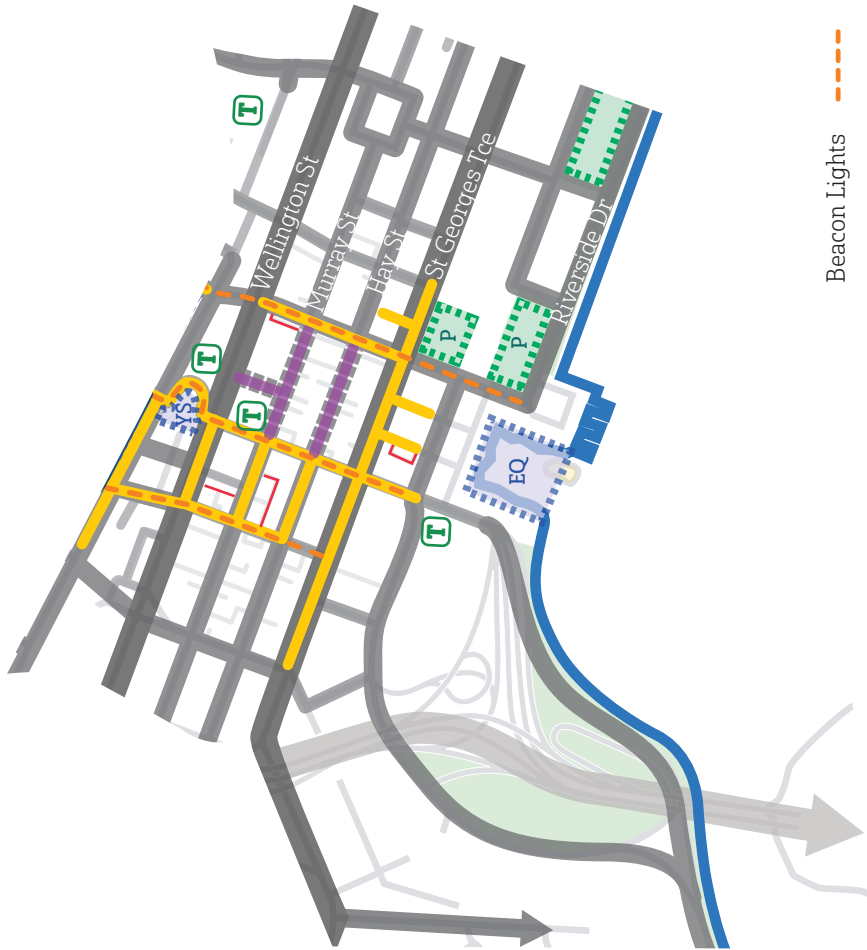 T
Wellington St
Murray St
Hay St
St Georges Tce
Riverside Dr
T
T
YS
P
P
EQ
T
Beacon Lights